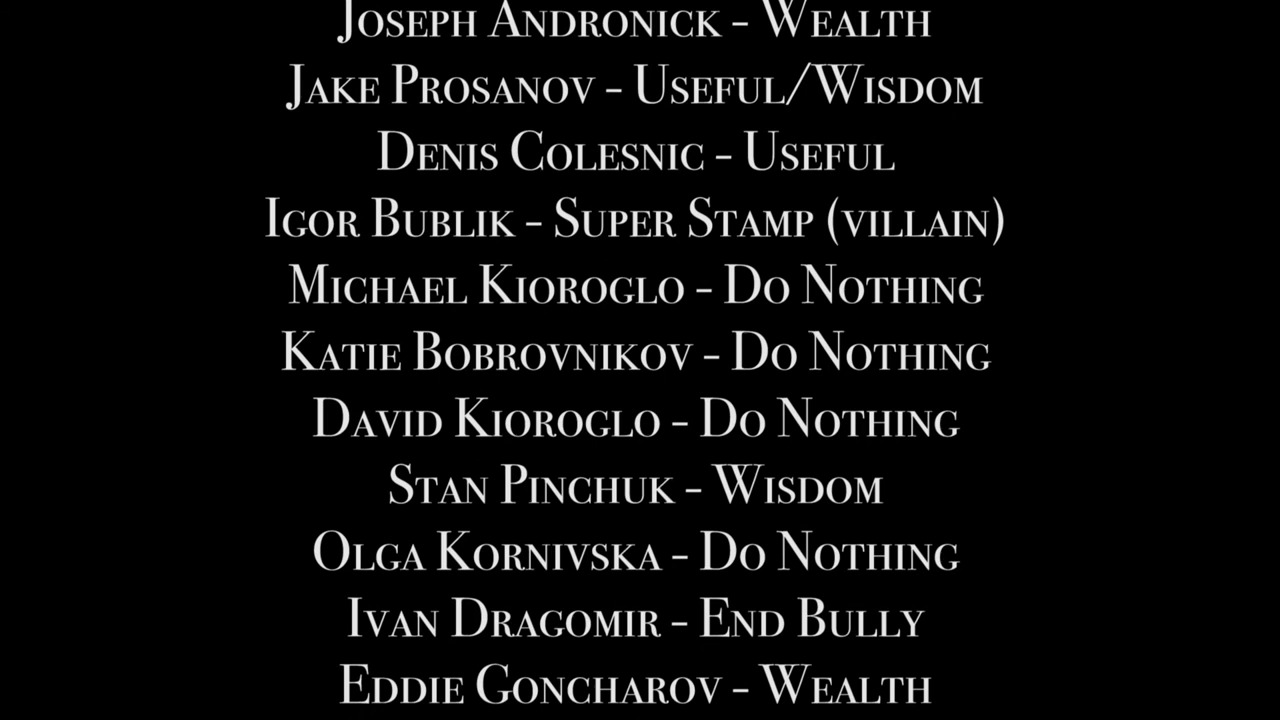 Joseph Andronick - Wealth
Jake Prosanov - Useful/Wisdom
Denis Colesnic - Useful
Igor Bublik - Super Stamp (villain)
Michael Kioroglo - Do Nothing
Katie Bobrovnikov - Do Nothing
David Kioroglo - Do Nothing
Stan Pinchuk - Wisdom
Olga Kornivska - Do Nothing
Ivan Dragomir - End Bully
Eddie Goncharov - Wealth